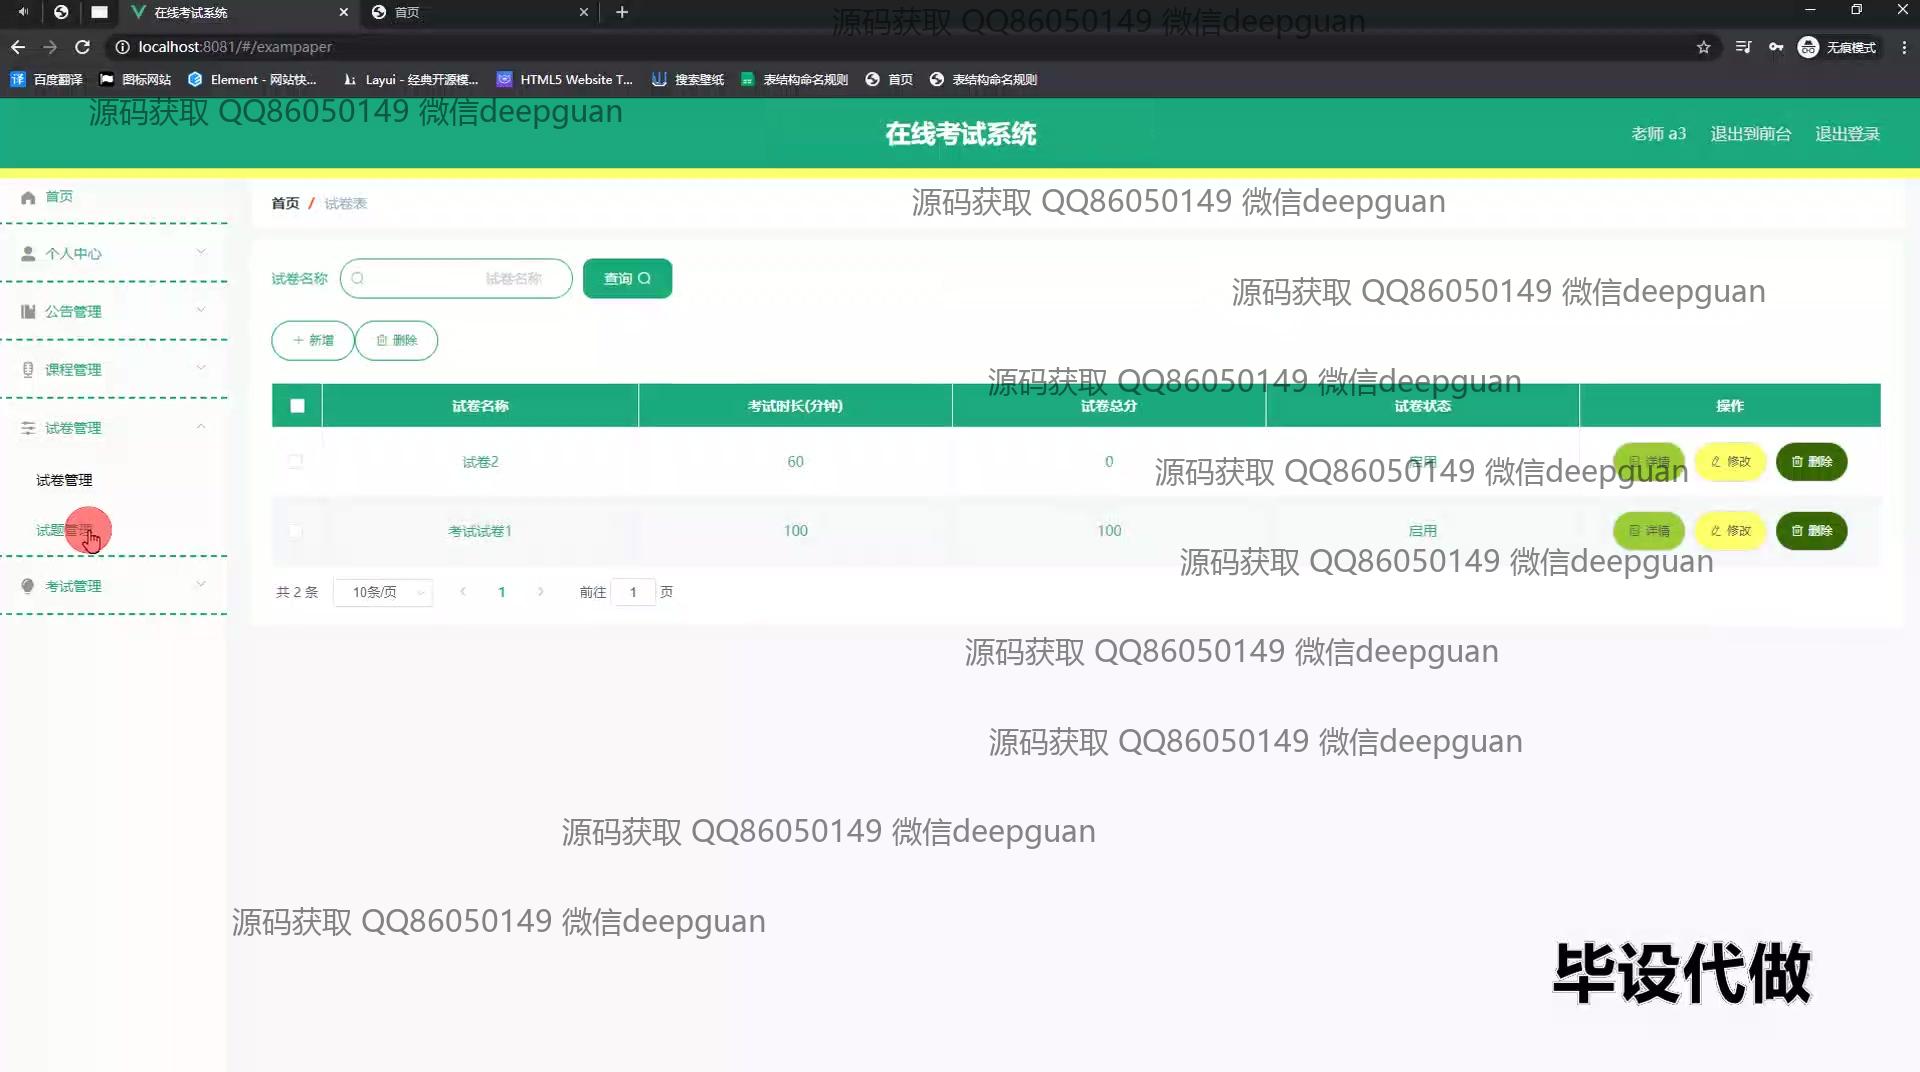 在线考试系统
首页
源码获取 QQ86050149 微信deepguan
localhost:8081/#/exampaper
无痕模式
百度翻译
图标网站
Element - 网站快...
Layui - 经典开源模...
HTML5 Website T...
搜索壁纸
表结构命名规则
首页
表结构命名规则
源码获取 QQ86050149 微信deepguan
在线考试系统
老师 a3
退出到前台
退出登录
首页
首页 / 试卷表
源码获取 QQ86050149 微信deepguan
个人中心
试卷名称
试卷名称
查询
源码获取 QQ86050149 微信deepguan
公告管理
+ 新增
删除
课程管理
源码获取 QQ86050149 微信deepguan
试卷名称
考试时长(分钟)
试卷总分
试卷状态
操作
试卷管理
试卷2
60
0
启用
详情
修改
删除
源码获取 QQ86050149 微信deepguan
试卷管理
试题管理
考试试卷1
100
100
启用
详情
修改
删除
源码获取 QQ86050149 微信deepguan
考试管理
共 2 条
10条/页
1
前往 1 页
源码获取 QQ86050149 微信deepguan
源码获取 QQ86050149 微信deepguan
源码获取 QQ86050149 微信deepguan
源码获取 QQ86050149 微信deepguan
毕设代做